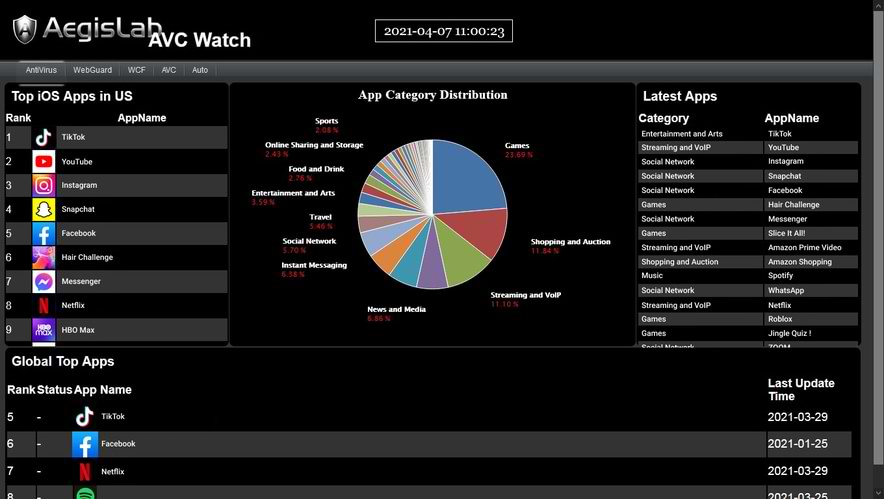 AegisLab
AVC Watch
2021-04-07 11:00:23
AntiVirus WebGuard WCF AVC Auto
Top iOS Apps in US
Rank AppName
1 TikTok
2 YouTube
3 Instagram
4 Snapchat
5 Facebook
6 Hair Challenge
7 Messenger
8 Netflix
9 HBO Max
App Category Distribution
Sports
2.08 %
Online Sharing and Storage
2.43 %
Food and Drink
2.76 %
Entertainment and Arts
3.59 %
Travel
5.46 %
Social Network
5.70 %
Instant Messaging
6.38 %
News and Media
6.86 %
Games
23.69 %
Shopping and Auction
11.84 %
Streaming and VoIP
11.10 %
Latest Apps
Category AppName
Entertainment and Arts TikTok
Streaming and VoIP YouTube
Social Network Instagram
Social Network Snapchat
Social Network Facebook
Games Hair Challenge
Social Network Messenger
Games Slice It All!
Streaming and VoIP Amazon Prime Video
Shopping and Auction Amazon Shopping
Music Spotify
Social Network WhatsApp
Streaming and VoIP Netflix
Games Roblox
Games Jingle Quiz !
Social Network ZOOM
Global Top Apps
Rank Status App Name Last Update Time
5 - TikTok 2021-03-29
6 - Facebook 2021-01-25
7 - Netflix 2021-03-29
8 - 2021-03-25